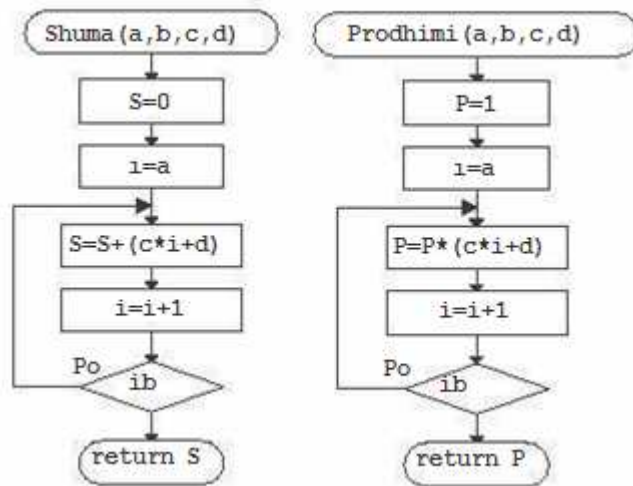 Shuma(a,b,c,d)
S=0
ı=a
S=S+(c*i+d)
i=i+1
Po
ib
return S
Prodhimi(a,b,c,d)
P=1
ı=a
P=P*(c*i+d)
i=i+1
Po
ib
return P